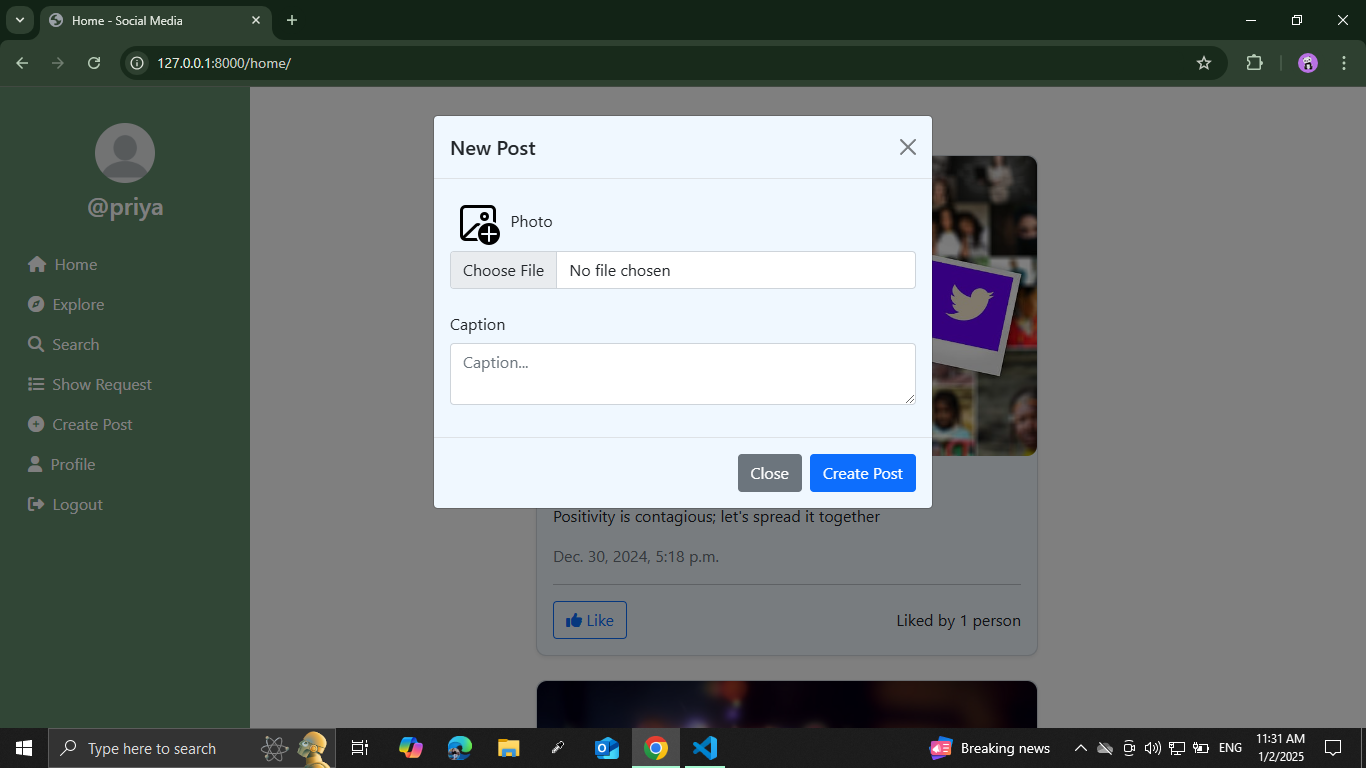 Home - Social Media
127.0.0.1:8000/home/
@priya
Home
Explore
Search
Show Request
Create Post
Profile
Logout
New Post
Photo
Choose File No file chosen
Caption
Caption...
Close Create Post
Positivity is contagious; let's spread it together
Dec. 30, 2024, 5:18 p.m.
Like Liked by 1 person
Type here to search
Breaking news
ENG
11:31 AM
1/2/2025